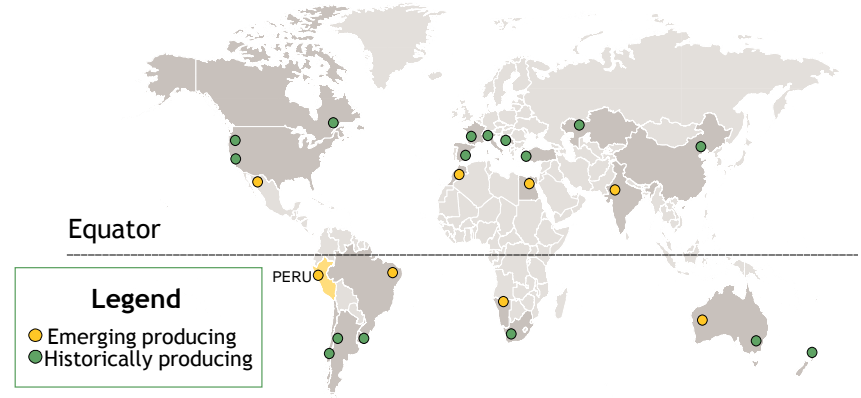 Equator
PERU
Legend
Emerging producing
Historically producing